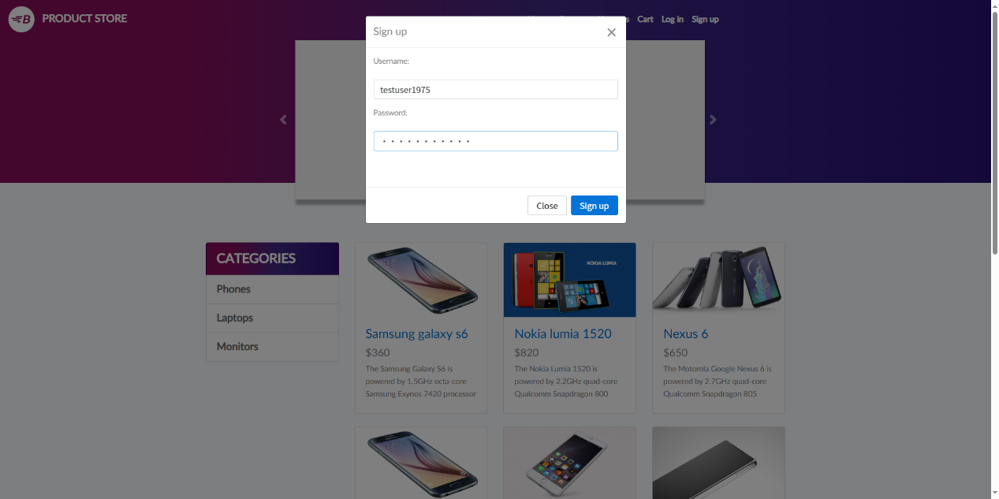 PRODUCT STORE
Cart
Log in
Sign up
Sign up
Username:
testuser1975
Password:
Close
Sign up
CATEGORIES
Phones
Laptops
Monitors
Samsung galaxy s6
$360
The Samsung Galaxy S6 is
powered by 1.5GHz octa-core
Samsung Exynos 7420 processor
NOKIA LUMIA
Nokia lumia 1520
$820
The Nokia Lumia 1520 is
powered by 2.2GHz quad-core
Qualcomm Snapdragon 800
Nexus 6
$650
The Motorola Google Nexus 6 is
powered by 2.7GHz quad-core
Qualcomm Snapdragon 805